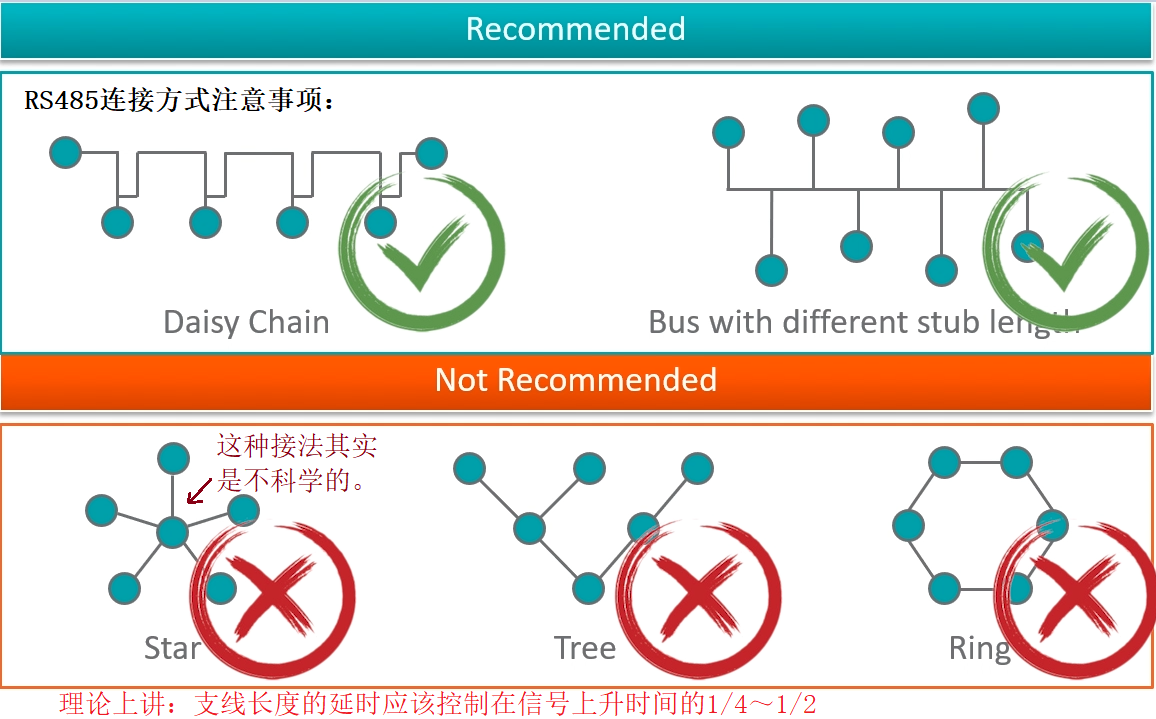 Recommended
RS485连接方式注意事项：
Daisy Chain
Bus with different stub length
Not Recommended
这种接法其实
是不科学的。
Star
Tree
Ring
理论上讲：支线长度的延时应该控制在信号上升时间的1/4～1/2